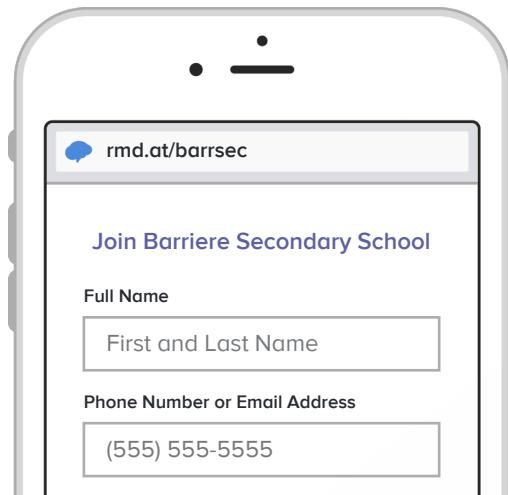 rmd.at/barrsec
Join Barriere Secondary School
Full Name
First and Last Name
Phone Number or Email Address
(555) 555-5555